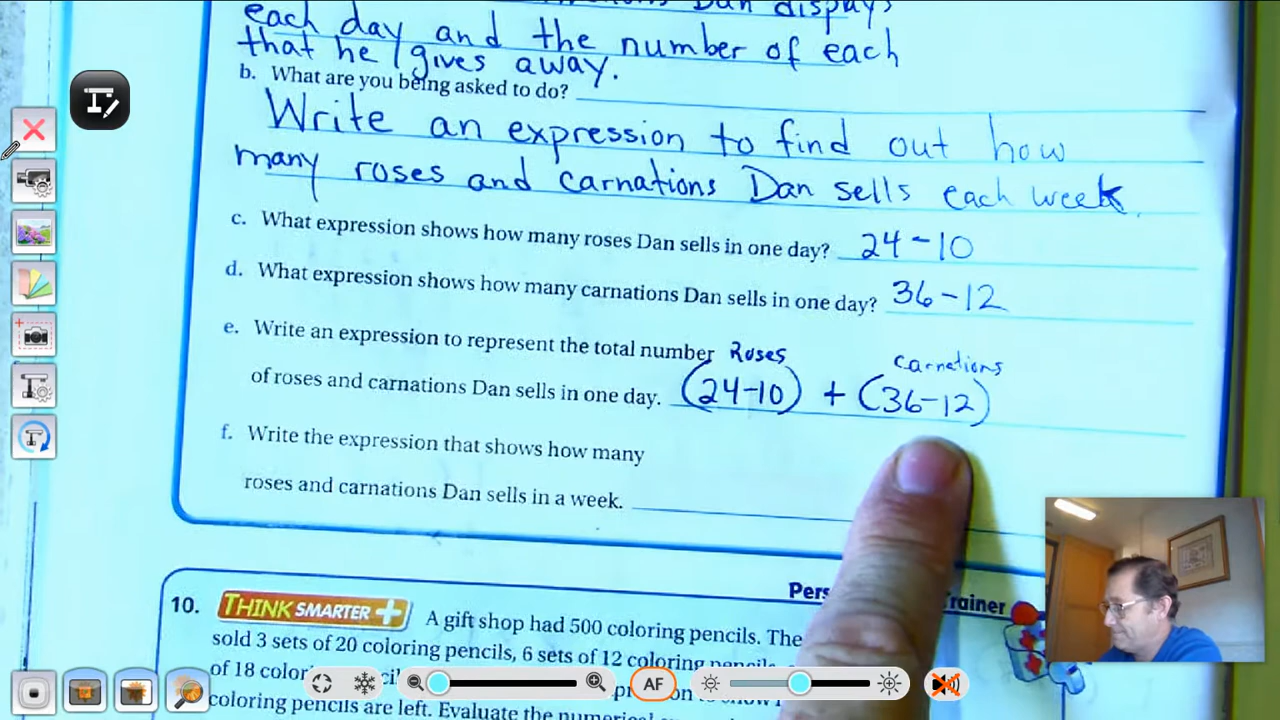 Dan displays
each day and the number of each
that he gives away.
b. What are you being asked to do?
Write an expression to find out how
many roses and carnations Dan sells each week.
c. What expression shows how many roses Dan sells in one day? 24-10
d. What expression shows how many carnations Dan sells in one day? 36-12
e. Write an expression to represent the total number Roses carnations
of roses and carnations Dan sells in one day. (24-10) + (36-12)
f. Write the expression that shows how many
roses and carnations Dan sells in a week.
Trainer
10. THINK SMARTER + A gift shop had 500 coloring pencils. The
sold 3 sets of 20 coloring pencils, 6 sets of 12 coloring pencils,
of 18
coloring pencils are left. Evaluate the
AF